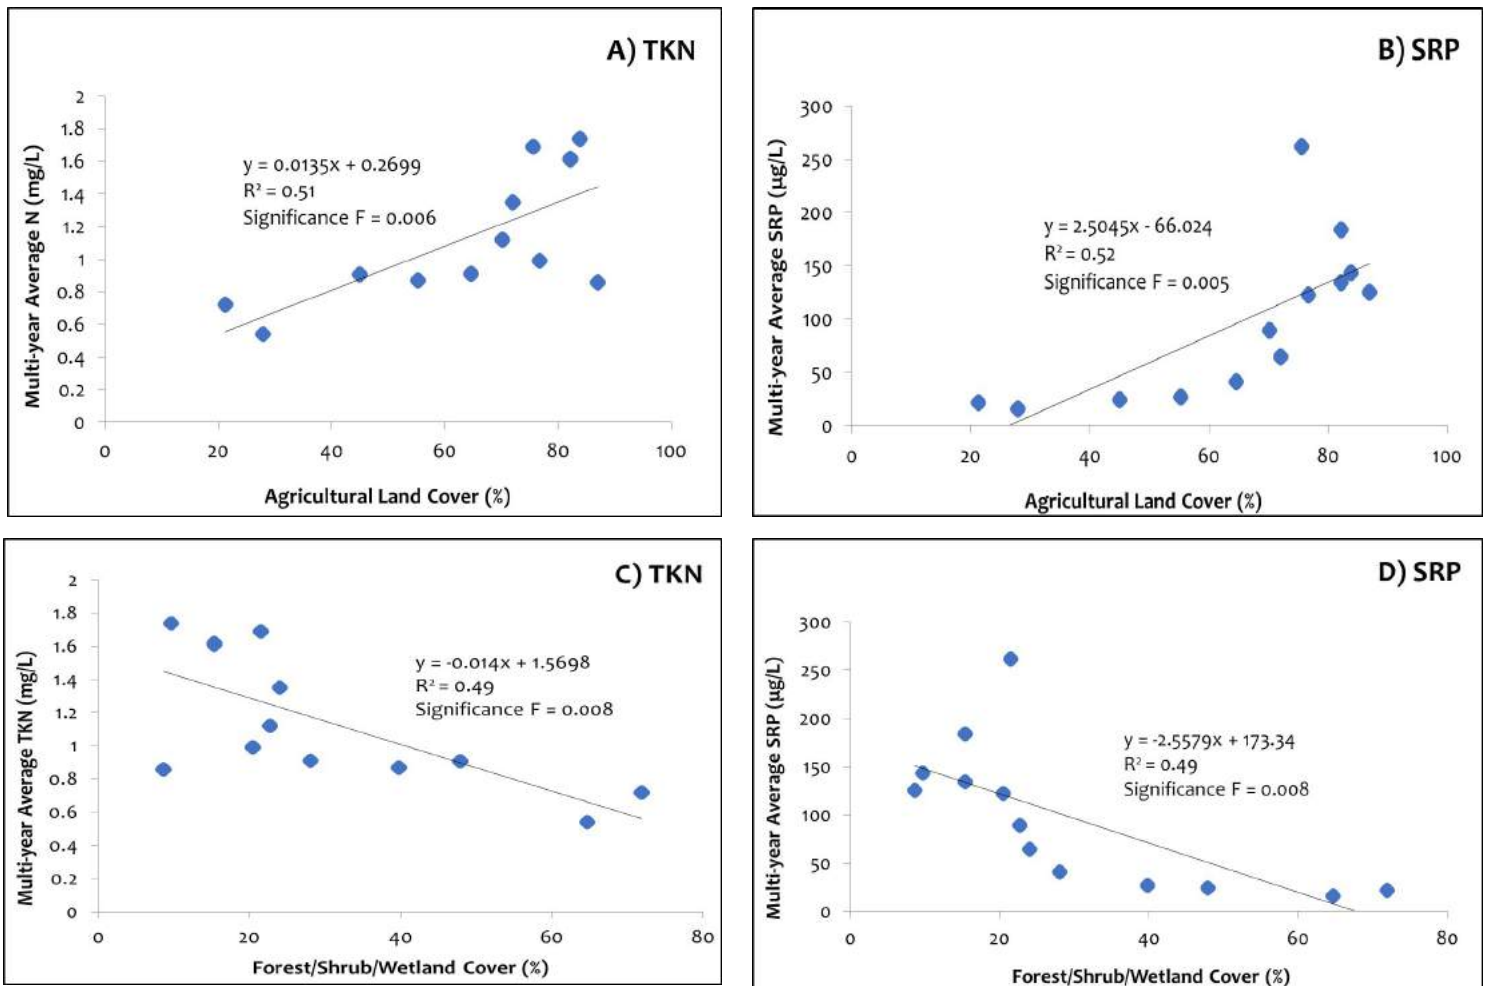 A) TKN
2
1.8
1.6
1.4
1.2
1
0.8
0.6
0.4
0.2
0
Multi-year Average N (mg/L)
y = 0.0135x + 0.2699
R² = 0.51
Significance F = 0.006
0 20 40 60 80 100
Agricultural Land Cover (%)
B) SRP
300
250
200
150
100
50
0
Multi-year Average SRP (µg/L)
y = 2.5045x - 66.024
R² = 0.52
Significance F = 0.005
0 20 40 60 80 100
Agricultural Land Cover (%)
C) TKN
2
1.8
1.6
1.4
1.2
1
0.8
0.6
0.4
0.2
0
Multi-year Average TKN (mg/L)
y = -0.014x + 1.5698
R² = 0.49
Significance F = 0.008
0 20 40 60 80
Forest/Shrub/Wetland Cover (%)
D) SRP
300
250
200
150
100
50
0
Multi-year Average SRP (µg/L)
y = -2.5579x + 173.34
R² = 0.49
Significance F = 0.008
0 20 40 60 80
Forest/Shrub/Wetland Cover (%)